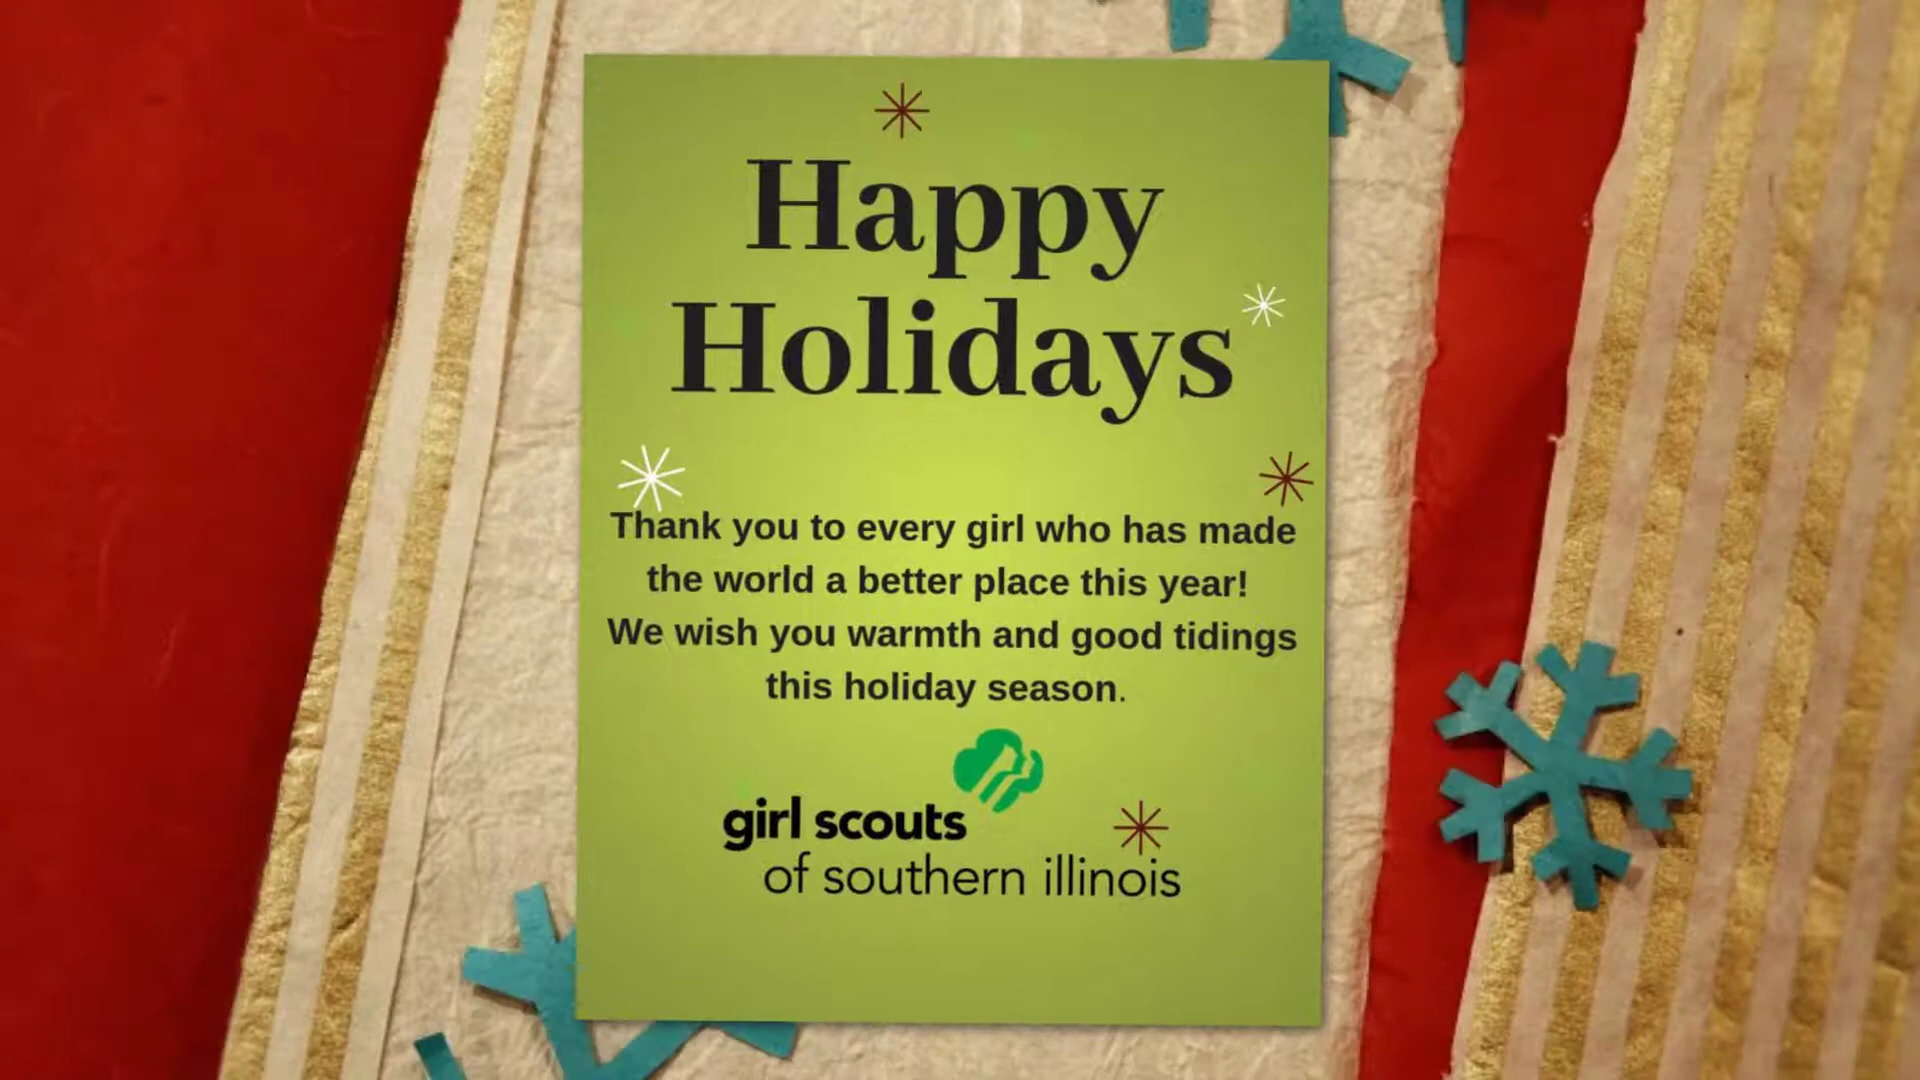 Happy
Holidays
Thank you to every girl who has made
the world a better place this year!
We wish you warmth and good tidings
this holiday season.
girl scouts
of southern illinois